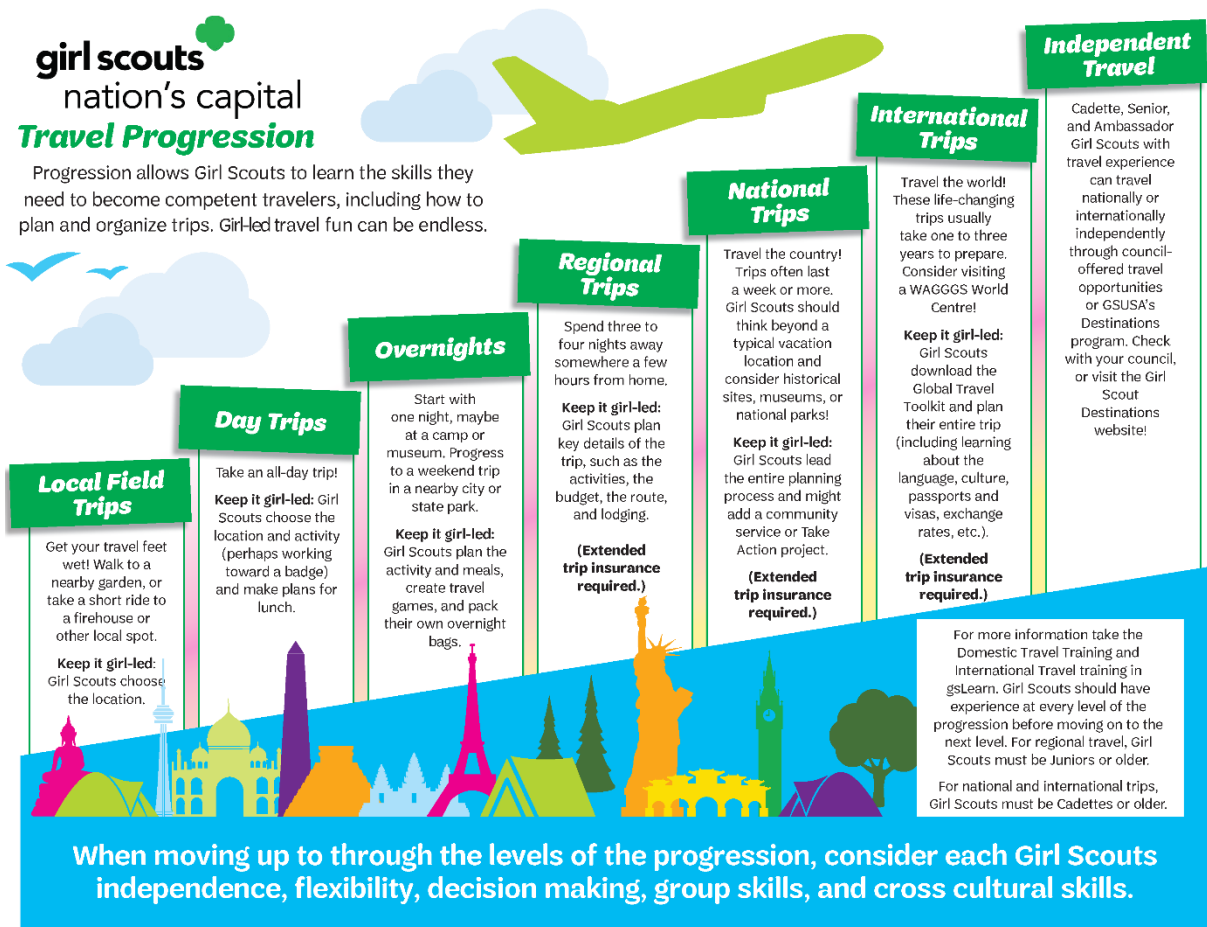 girl scouts
nation's capital
Travel Progression
Progression allows Girl Scouts to learn the skills they
need to become competent travelers, including how to
plan and organize trips. Girl-led travel fun can be endless.
Local Field
Trips
Get your travel feet
wet! Walk to a
nearby garden, or
take a short ride to
a firehouse or
other local spot.
Keep it girl-led:
Girl Scouts choose
the location.
Day Trips
Take an all-day trip!
Keep it girl-led: Girl
Scouts choose the
location and activity
(perhaps working
toward a badge)
and make plans for
lunch.
Overnights
Start with
one night, maybe
at a camp or
museum. Progress
to a weekend trip
in a nearby city or
state park.
Keep it girl-led:
Girl Scouts plan the
activity and meals,
create travel
games, and pack
their own overnight
bags.
Regional
Trips
Spend three to
four nights away
somewhere a few
hours from home.
Keep it girl-led:
Girl Scouts plan
key details of the
trip, such as the
activities, the
budget, the route,
and lodging.
(Extended
trip insurance
required.)
National
Trips
Travel the country!
Trips often last
a week or more.
Girl Scouts should
think beyond a
typical vacation
location and
consider historical
sites, museums, or
national parks!
Keep it girl-led:
Girl Scouts lead
the entire planning
process and might
add a community
service or Take
Action project.
(Extended
trip insurance
required.)
International
Trips
Travel the world!
These life-changing
trips usually
take one to three
years to prepare.
Consider visiting
a WAGGGS World
Centre!
Keep it girl-led:
Girl Scouts
download the
Global Travel
Toolkit and plan
their entire trip
(including learning
about the
language, culture,
passports and
visas, exchange
rates, etc.).
(Extended
trip insurance
required.)
Independent
Travel
Cadette, Senior,
and Ambassador
Girl Scouts with
travel experience
can travel
nationally or
internationally
independently
through council-
offered travel
opportunities
or GSUSA's
Destinations
program. Check
with your council,
or visit the Girl
Scout
Destinations
website!
For more information take the
Domestic Travel Training and
International Travel training in
gsLearn. Girl Scouts should have
experience at every level of the
progression before moving on to the
next level. For regional travel, Girl
Scouts must be Juniors or older.
For national and international trips,
Girl Scouts must be Cadettes or older.
When moving up to through the levels of the progression, consider each Girl Scouts
independence, flexibility, decision making, group skills, and cross cultural skills.